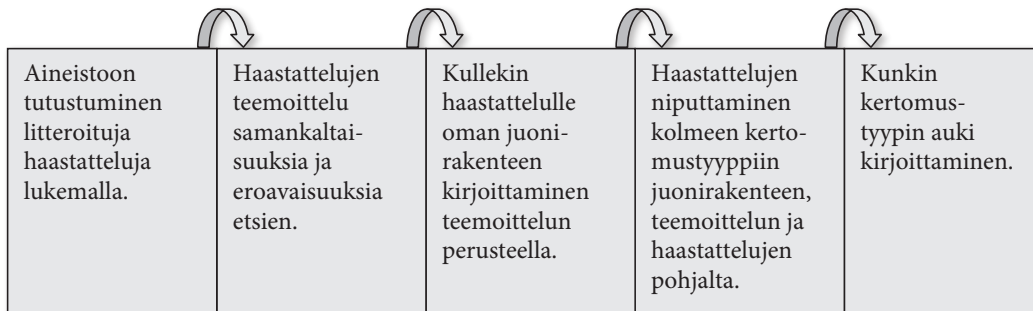 Aineistoon
tutustuminen
litteroituja
haastatteluja
lukemalla.
Haastattelujen
teemoittelu
samankaltai-
suuksia ja
eroavaisuuksia
etsien.
Kullekin
haastattelulle
oman juoni-
rakenteen
kirjoittaminen
teemoittelun
perusteella.
Haastattelujen
niputtaminen
kolmeen kerto-
mustyyppiin
juonirakenteen,
teemoittelun ja
haastattelujen
pohjalta.
Kunkin
kertomus-
tyypin auki
kirjoittaminen.